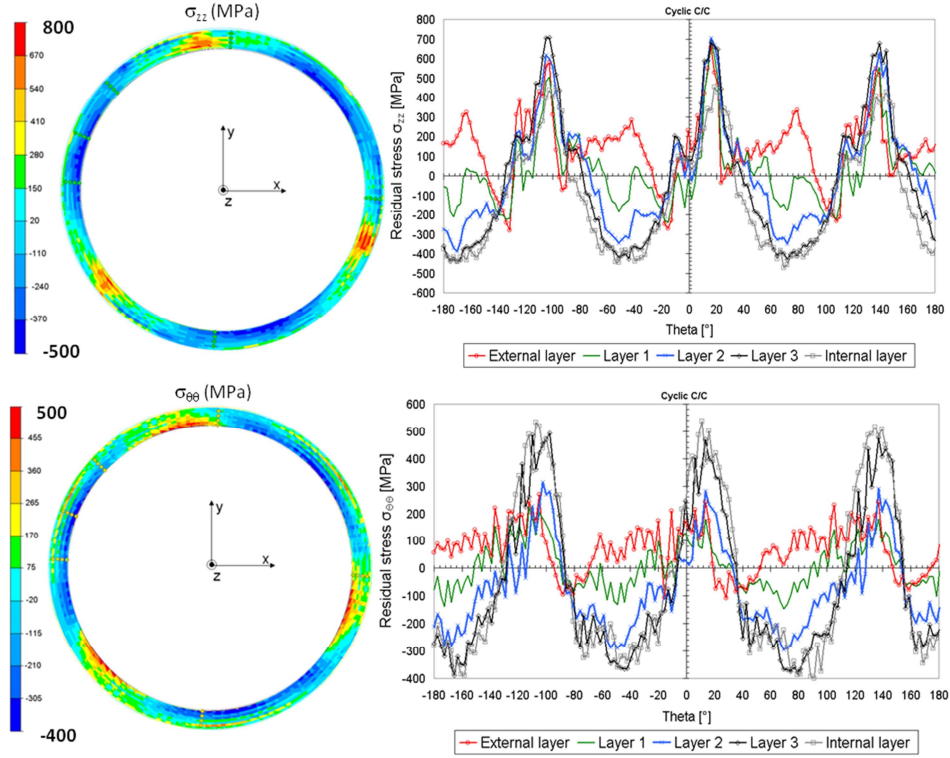 σzz (MPa)
800
670
540
410
280
150
20
-110
-240
-370
-500
y
x
z
Cyclic C/C
Residual stress σzz [MPa]
800
700
600
500
400
300
200
100
0
-100
-200
-300
-400
-500
-600
-180 -160 -140 -120 -100 -80 -60 -40 -20 0 20 40 60 80 100 120 140 160 180
Theta [°]
External layer Layer 1 Layer 2 Layer 3 Internal layer
σθθ (MPa)
500
455
360
265
170
75
-20
-115
-210
-305
-400
y
x
z
Cyclic C/C
Residual stress σθθ [MPa]
600
500
400
300
200
100
0
-100
-200
-300
-400
-180 -160 -140 -120 -100 -80 -60 -40 -20 0 20 40 60 80 100 120 140 160 180
Theta [°]
External layer Layer 1 Layer 2 Layer 3 Internal layer